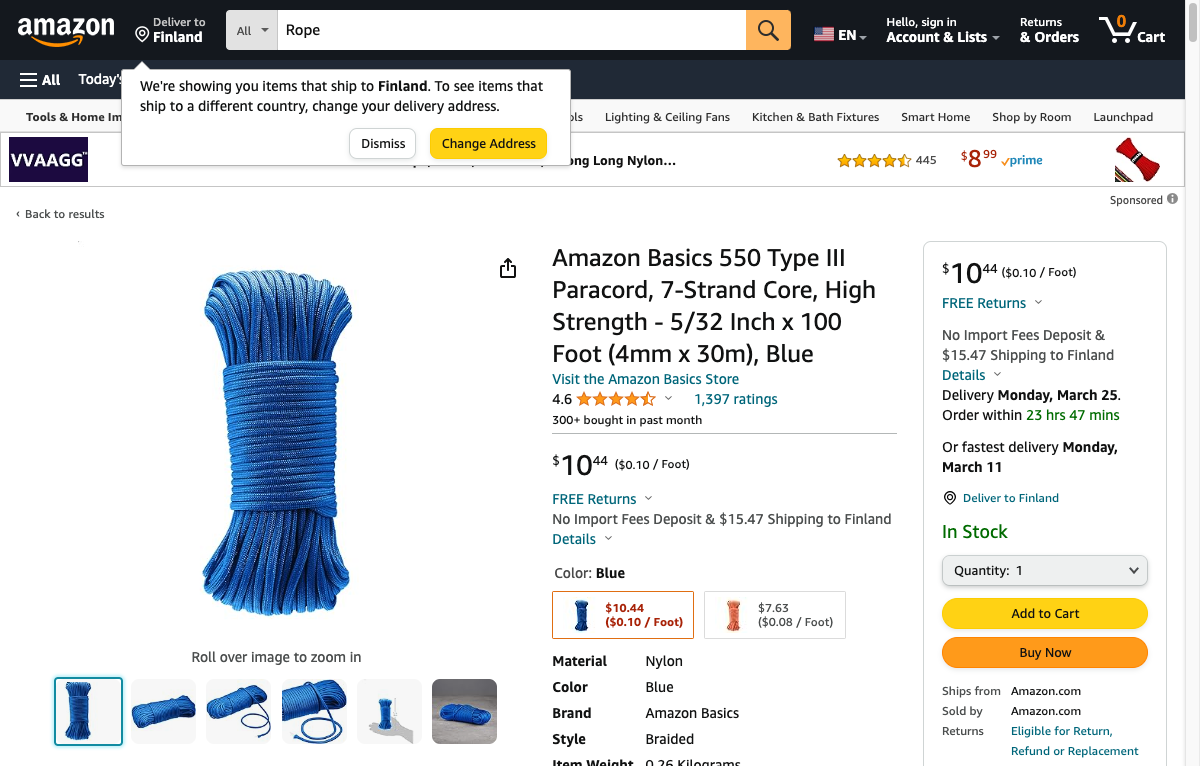 amazon
Deliver to
Finland
All
Rope
EN
Hello, sign in
Account & Lists
Returns
& Orders
0
Cart
All
Today's
We're showing you items that ship to Finland. To see items that
ship to a different country, change your delivery address.
Dismiss
Change Address
Tools & Home Im
ols
Lighting & Ceiling Fans
Kitchen & Bath Fixtures
Smart Home
Shop by Room
Launchpad
VVAAGG™
ong Long Nylon...
445
$8.99
prime
Sponsored
‹ Back to results
Amazon Basics 550 Type III
Paracord, 7-Strand Core, High
Strength - 5/32 Inch x 100
Foot (4mm x 30m), Blue
Visit the Amazon Basics Store
4.6
1,397 ratings
300+ bought in past month
$1044 ($0.10 / Foot)
FREE Returns
No Import Fees Deposit & $15.47 Shipping to Finland
Details
Color: Blue
$10.44
($0.10 / Foot)
$7.63
($0.08 / Foot)
Material Nylon
Color Blue
Brand Amazon Basics
Style Braided
Item Weight 0.26 Kilograms
Roll over image to zoom in
$1044 ($0.10 / Foot)
FREE Returns
No Import Fees Deposit &
$15.47 Shipping to Finland
Details
Delivery Monday, March 25.
Order within 23 hrs 47 mins
Or fastest delivery Monday,
March 11
Deliver to Finland
In Stock
Quantity: 1
Add to Cart
Buy Now
Ships from Amazon.com
Sold by Amazon.com
Returns Eligible for Return,
Refund or Replacement